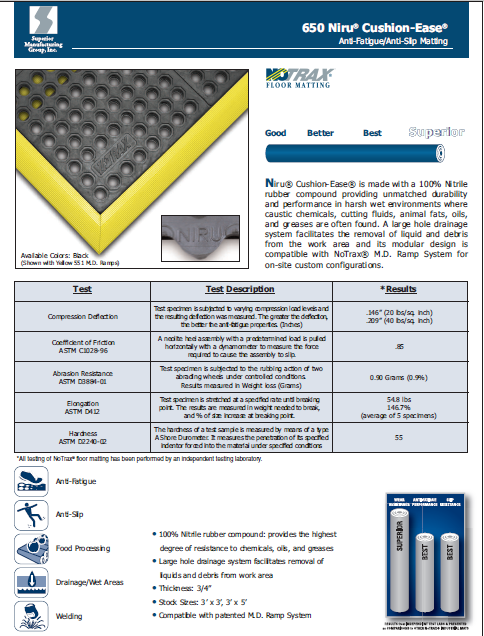 650 Niru® Cushion-Ease®
Anti-Fatigue/Anti-Slip Matting
Superior
Manufacturing
Group, Inc.
NOTRAX®
FLOOR MATTING
Good Better Best Superior
NOTRAX
NIRU
Available Colors: Black
(Shown with Yellow 551 M.D. Ramps)
Niru® Cushion-Ease® is made with a 100% Nitrile
rubber compound providing unmatched durability
and performance in harsh wet environments where
caustic chemicals, cutting fluids, animal fats, oils,
and greases are often found. A large hole drainage
system facilitates the removal of liquid and debris
from the work area and its modular design is
compatible with NoTrax® M.D. Ramp System for
on-site custom configurations.
Test Test Description *Results
Compression Deflection
Test specimen is subjected to varying compression load levels and
the resulting deflection was measured. The greater the deflection,
the better the anti-fatigue properties. (Inches)
.146" (20 lbs/sq. inch)
.209" (40 lbs/sq. inch)
Coefficient of Friction
ASTM C1028-96
A neolite heel assembly with a predetermined load is pulled
horizontally with a dynamometer to measure the force
required to cause the assembly to slip.
.85
Abrasion Resistance
ASTM D3884-01
Test specimen is subjected to the rubbing action of two
abrading wheels under controlled conditions.
Results measured in Weight loss (Grams)
0.90 Grams (0.9%)
Elongation
ASTM D412
Test specimen is stretched at a specified rate until breaking
point. The results are measured in weight needed to break,
and % of size increase at breaking point.
54.8 lbs
146.7%
(average of 5 specimens)
Hardness
ASTM D2240-02
The hardness of a test sample is measured by means of a type
A Shore Durometer. It measures the penetration of its specified
indentor forced into the material under specified conditions
55
*All testing of NoTrax® floor matting has been performed by an independent testing laboratory.
Anti-Fatigue
Anti-Slip
Food Processing
Drainage/Wet Areas
Welding
• 100% Nitrile rubber compound: provides the highest
degree of resistance to chemicals, oils, and greases
• Large hole drainage system facilitates removal of
liquids and debris from work area
• Thickness: 3/4"
• Stock Sizes: 3' x 3', 3' x 5'
• Compatible with patented M.D. Ramp System
WEAR
ANTI-FATIGUE
PERFORMANCE
SLIP
RESISTANCE
SUPERIOR
BEST
BEST